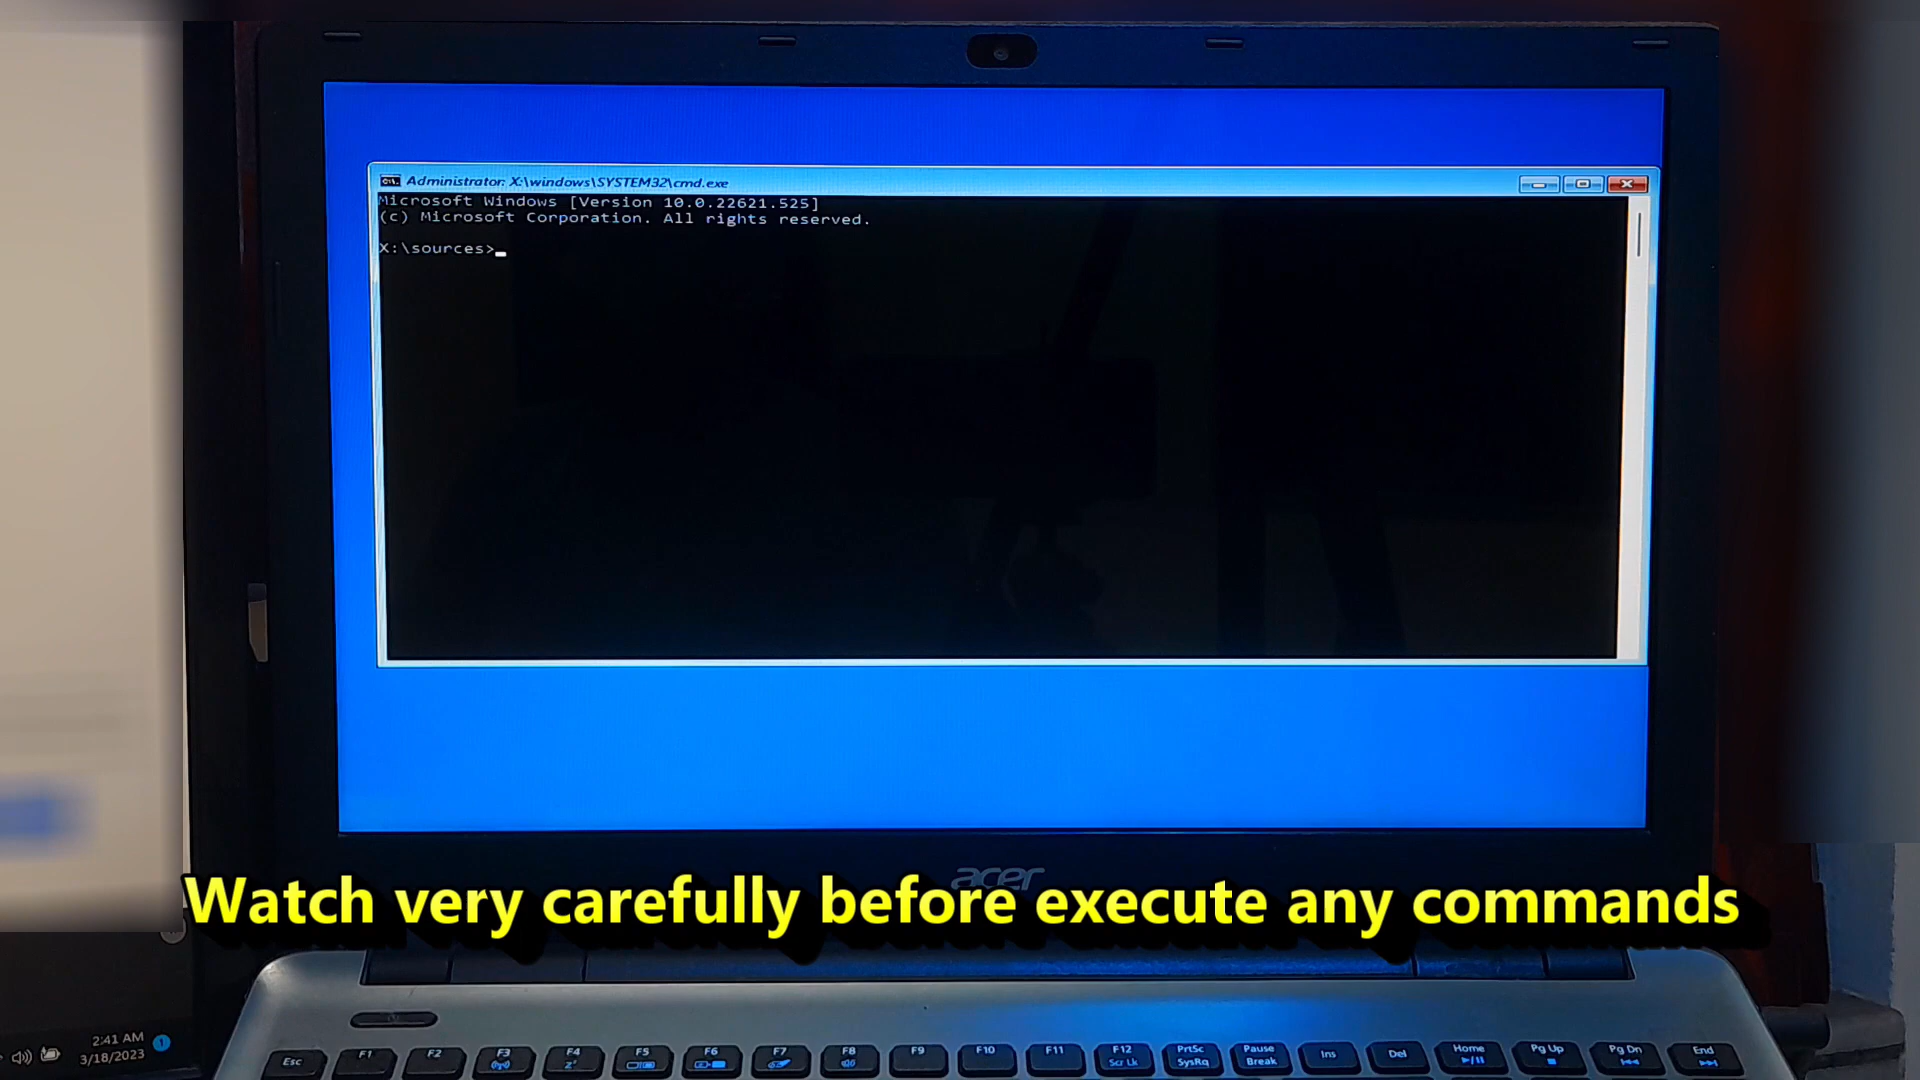 Administrator: X:\windows\SYSTEM32\cmd.exe
Microsoft Windows [Version 10.0.22621.525]
(c) Microsoft Corporation. All rights reserved.
X:\sources>
acer
Watch very carefully before execute any commands
2:41 AM
3/18/2023
1
Esc F1 F2 F3 F4 F5 F6 F7 F8 F9 F10 F11 F12 PrtSc Pause Ins Del Home Pg Up Pg Dn End
Scr Lk SysRq Break